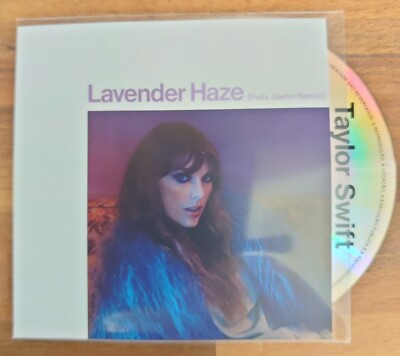 Lavender Haze (Felix Jaehn Remix)
Taylor Swift